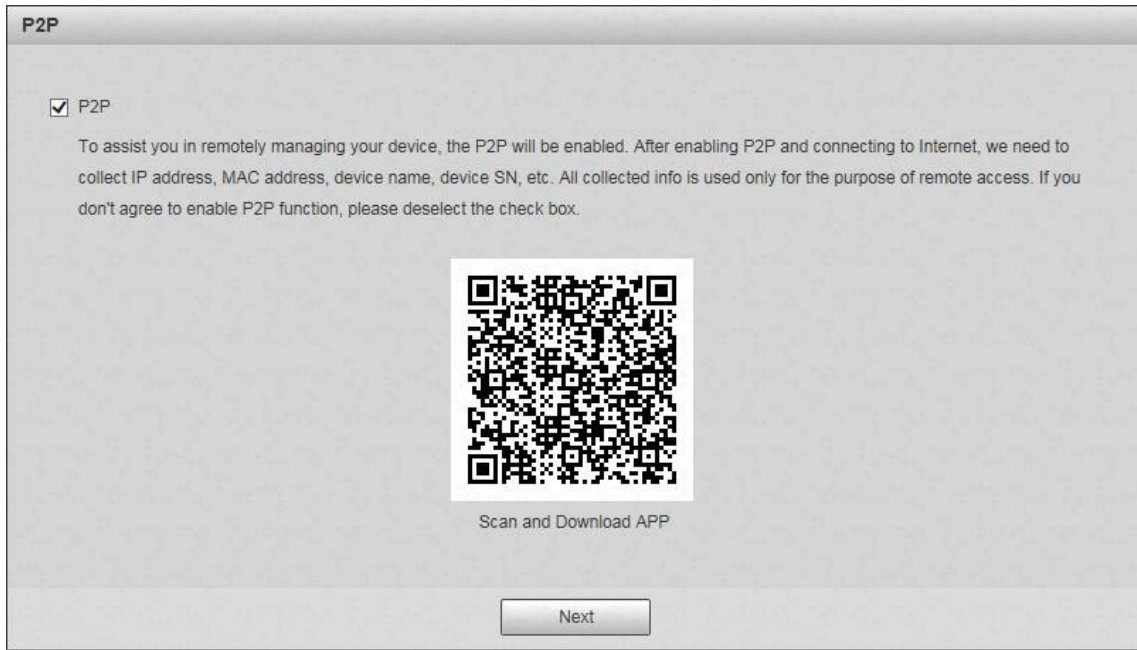 P2P
P2P
To assist you in remotely managing your device, the P2P will be enabled. After enabling P2P and connecting to Internet, we need to
collect IP address, MAC address, device name, device SN, etc. All collected info is used only for the purpose of remote access. If you
don't agree to enable P2P function, please deselect the check box.
Scan and Download APP
Next